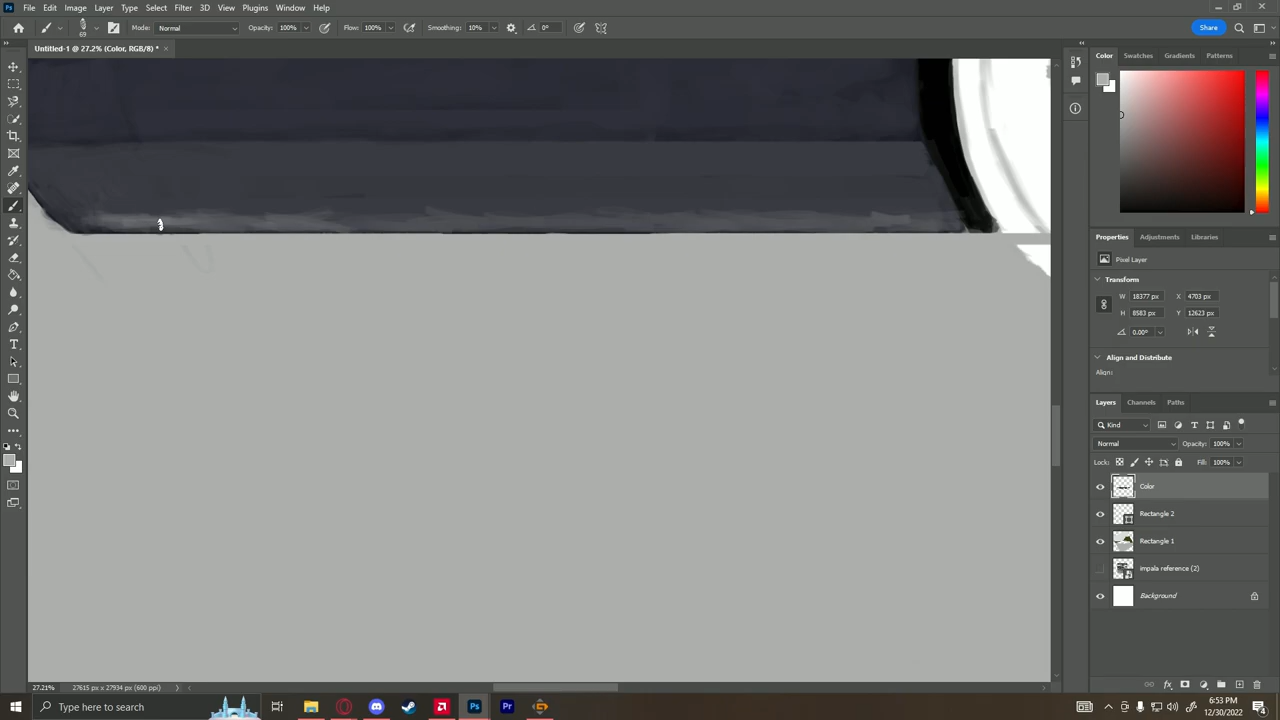 File Edit Image Layer Type Select Filter 3D View Plugins Window Help
69 Mode: Normal Opacity: 100% Flow: 100% Smoothing: 10% 0° Share
Untitled-1 @ 27.2% (Color, RGB/8) *
Color Swatches Gradients Patterns
Properties Adjustments Libraries
Pixel Layer
Transform
W 18377 px X 4703 px
H 8583 px Y 12623 px
0.00°
Align and Distribute
Align:
Layers Channels Paths
Kind
Normal Opacity: 100%
Lock: Fill: 100%
Color
Rectangle 2
Rectangle 1
impala reference (2)
Background
27.21% 27615 px x 27934 px (600 ppi)
Type here to search
6:53 PM
12/30/2022
4